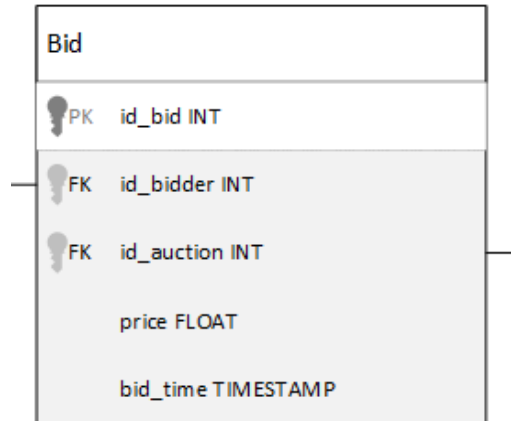 Bid
PK id_bid INT
FK id_bidder INT
FK id_auction INT
price FLOAT
bid_time TIMESTAMP